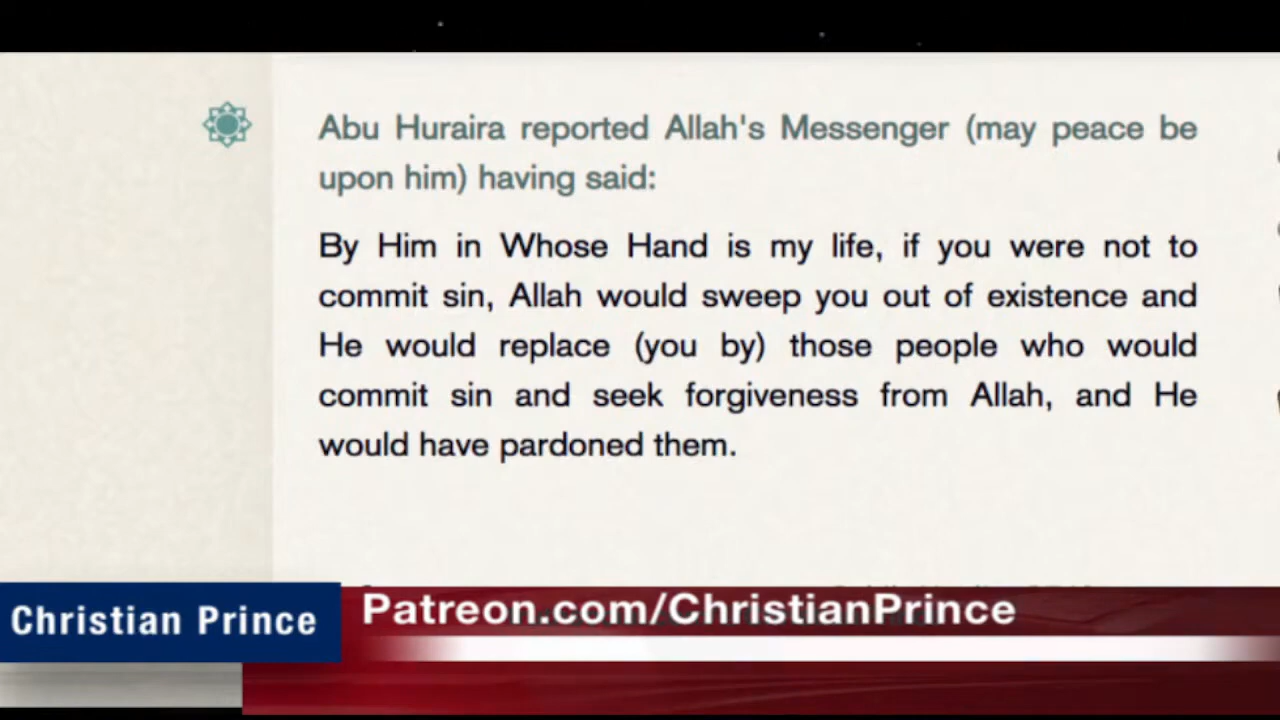 Abu Huraira reported Allah's Messenger (may peace be
upon him) having said:
By Him in Whose Hand is my life, if you were not to
commit sin, Allah would sweep you out of existence and
He would replace (you by) those people who would
commit sin and seek forgiveness from Allah, and He
would have pardoned them.
Christian Prince
Patreon.com/ChristianPrince